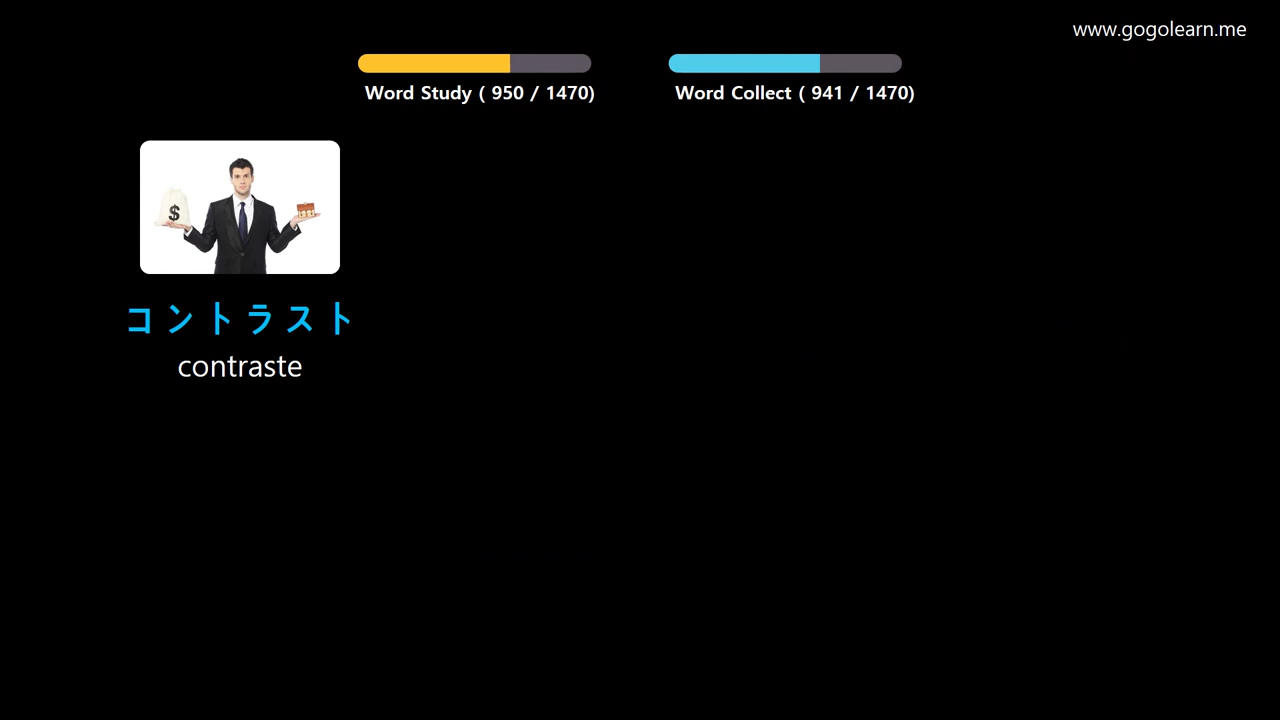 www.gogolearn.me
Word Study ( 950 / 1470)
Word Collect ( 941 / 1470)
$
コントラスト
contraste